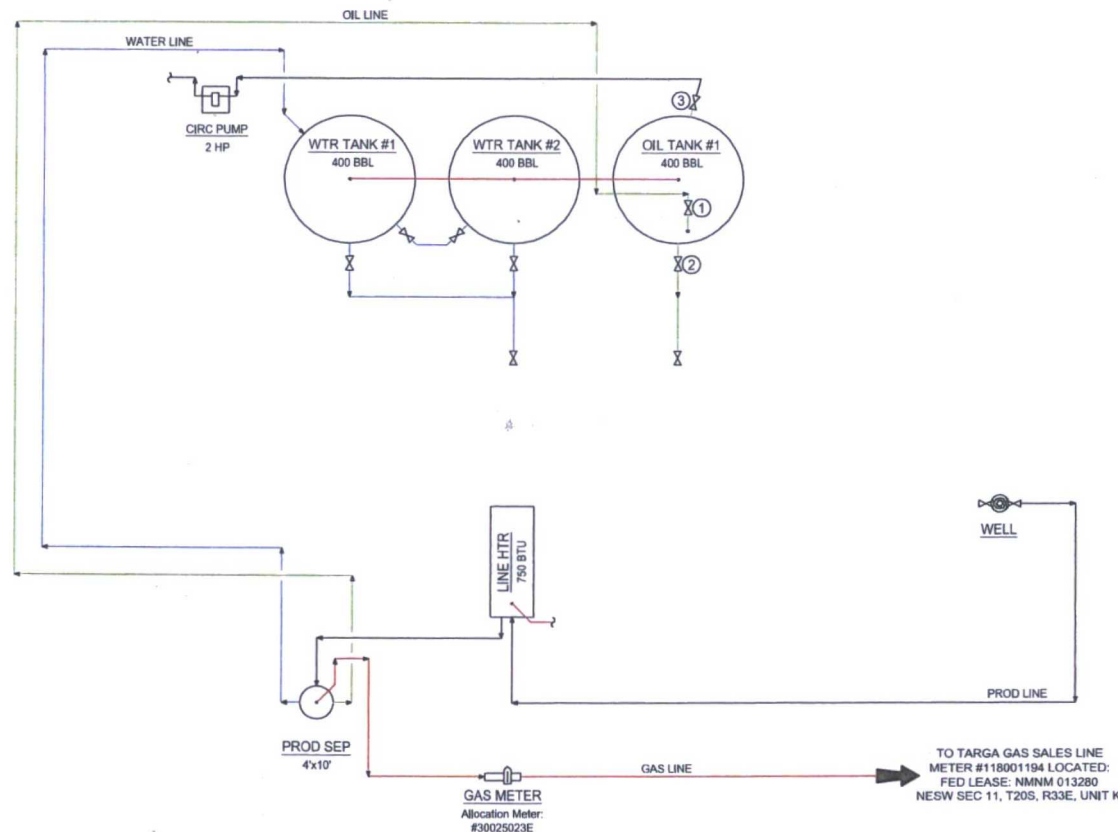 OIL LINE
WATER LINE
CIRC PUMP
2 HP
3
WTR TANK #1
400 BBL
WTR TANK #2
400 BBL
OIL TANK #1
400 BBL
1
2
LINE HTR
750 BTU
WELL
PROD LINE
PROD SEP
4'x10'
GAS METER
Allocation Meter:
#30025023E
GAS LINE
TO TARGA GAS SALES LINE
METER #118001194 LOCATED:
FED LEASE: NMNM 013280
NESW SEC 11, T20S, R33E, UNIT K